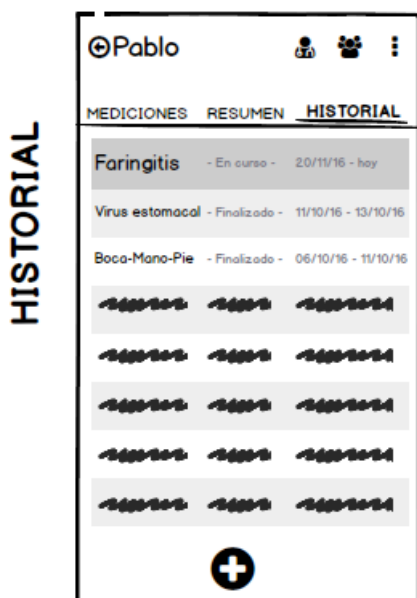 HISTORIAL
Pablo
MEDICIONES RESUMEN HISTORIAL
Faringitis - En curso - 20/11/16 - hoy
Virus estomacal - Finalizado - 11/10/16 - 13/10/16
Boca-Mano-Pie - Finalizado - 06/10/16 - 11/10/16